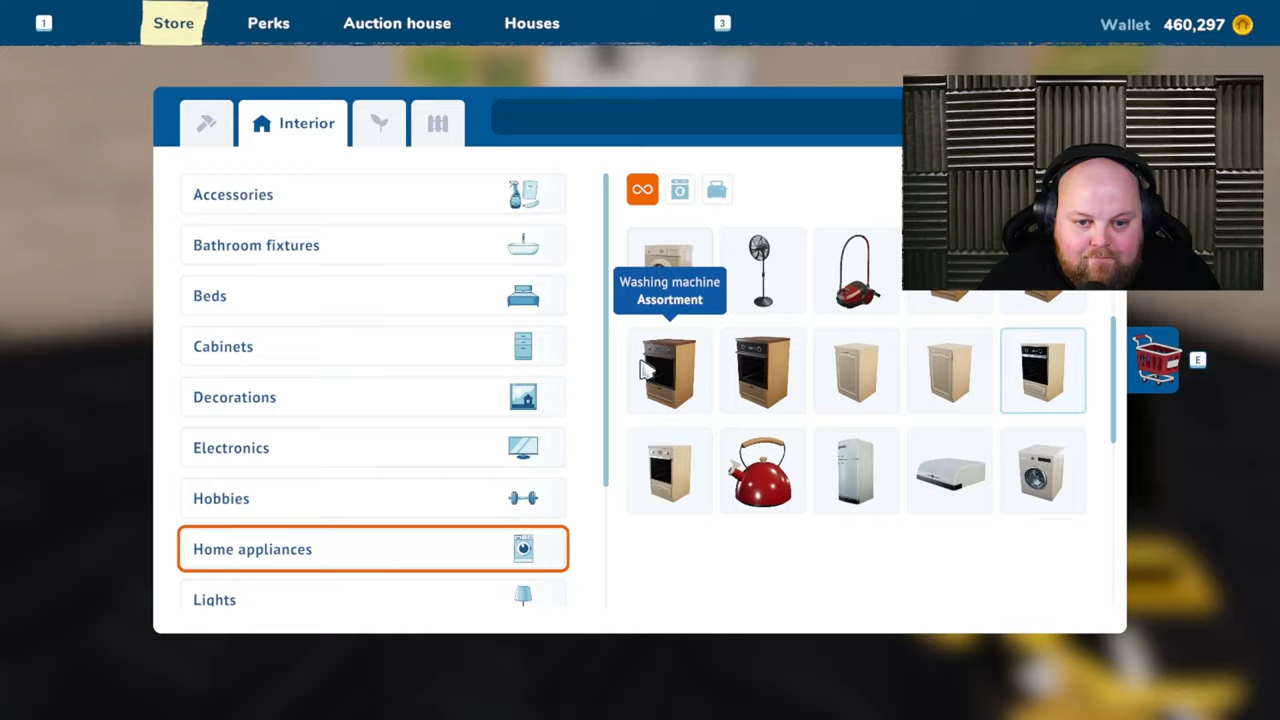 1
Store
Perks
Auction house
Houses
3
Wallet 460,297
Interior
Accessories
Bathroom fixtures
Beds
Cabinets
Decorations
Electronics
Hobbies
Home appliances
Lights
Washing machine
Assortment
E